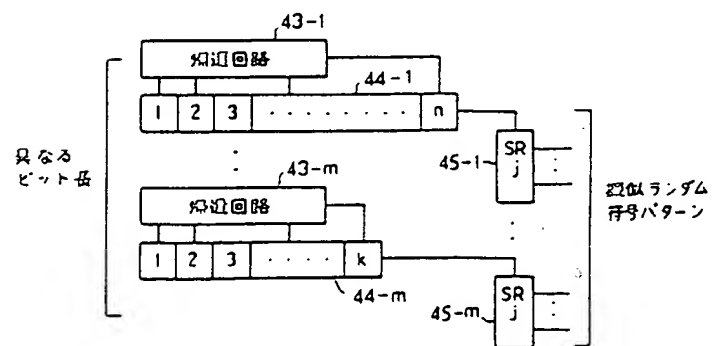 43-1
帰還回路
44-1
1 2 3 ········ n
SR
j
45-1
異なる
ビット長
43-m
帰還回路
1 2 3 ···· k
44-m
SR
j
45-m
疑似ランダム
符号パターン